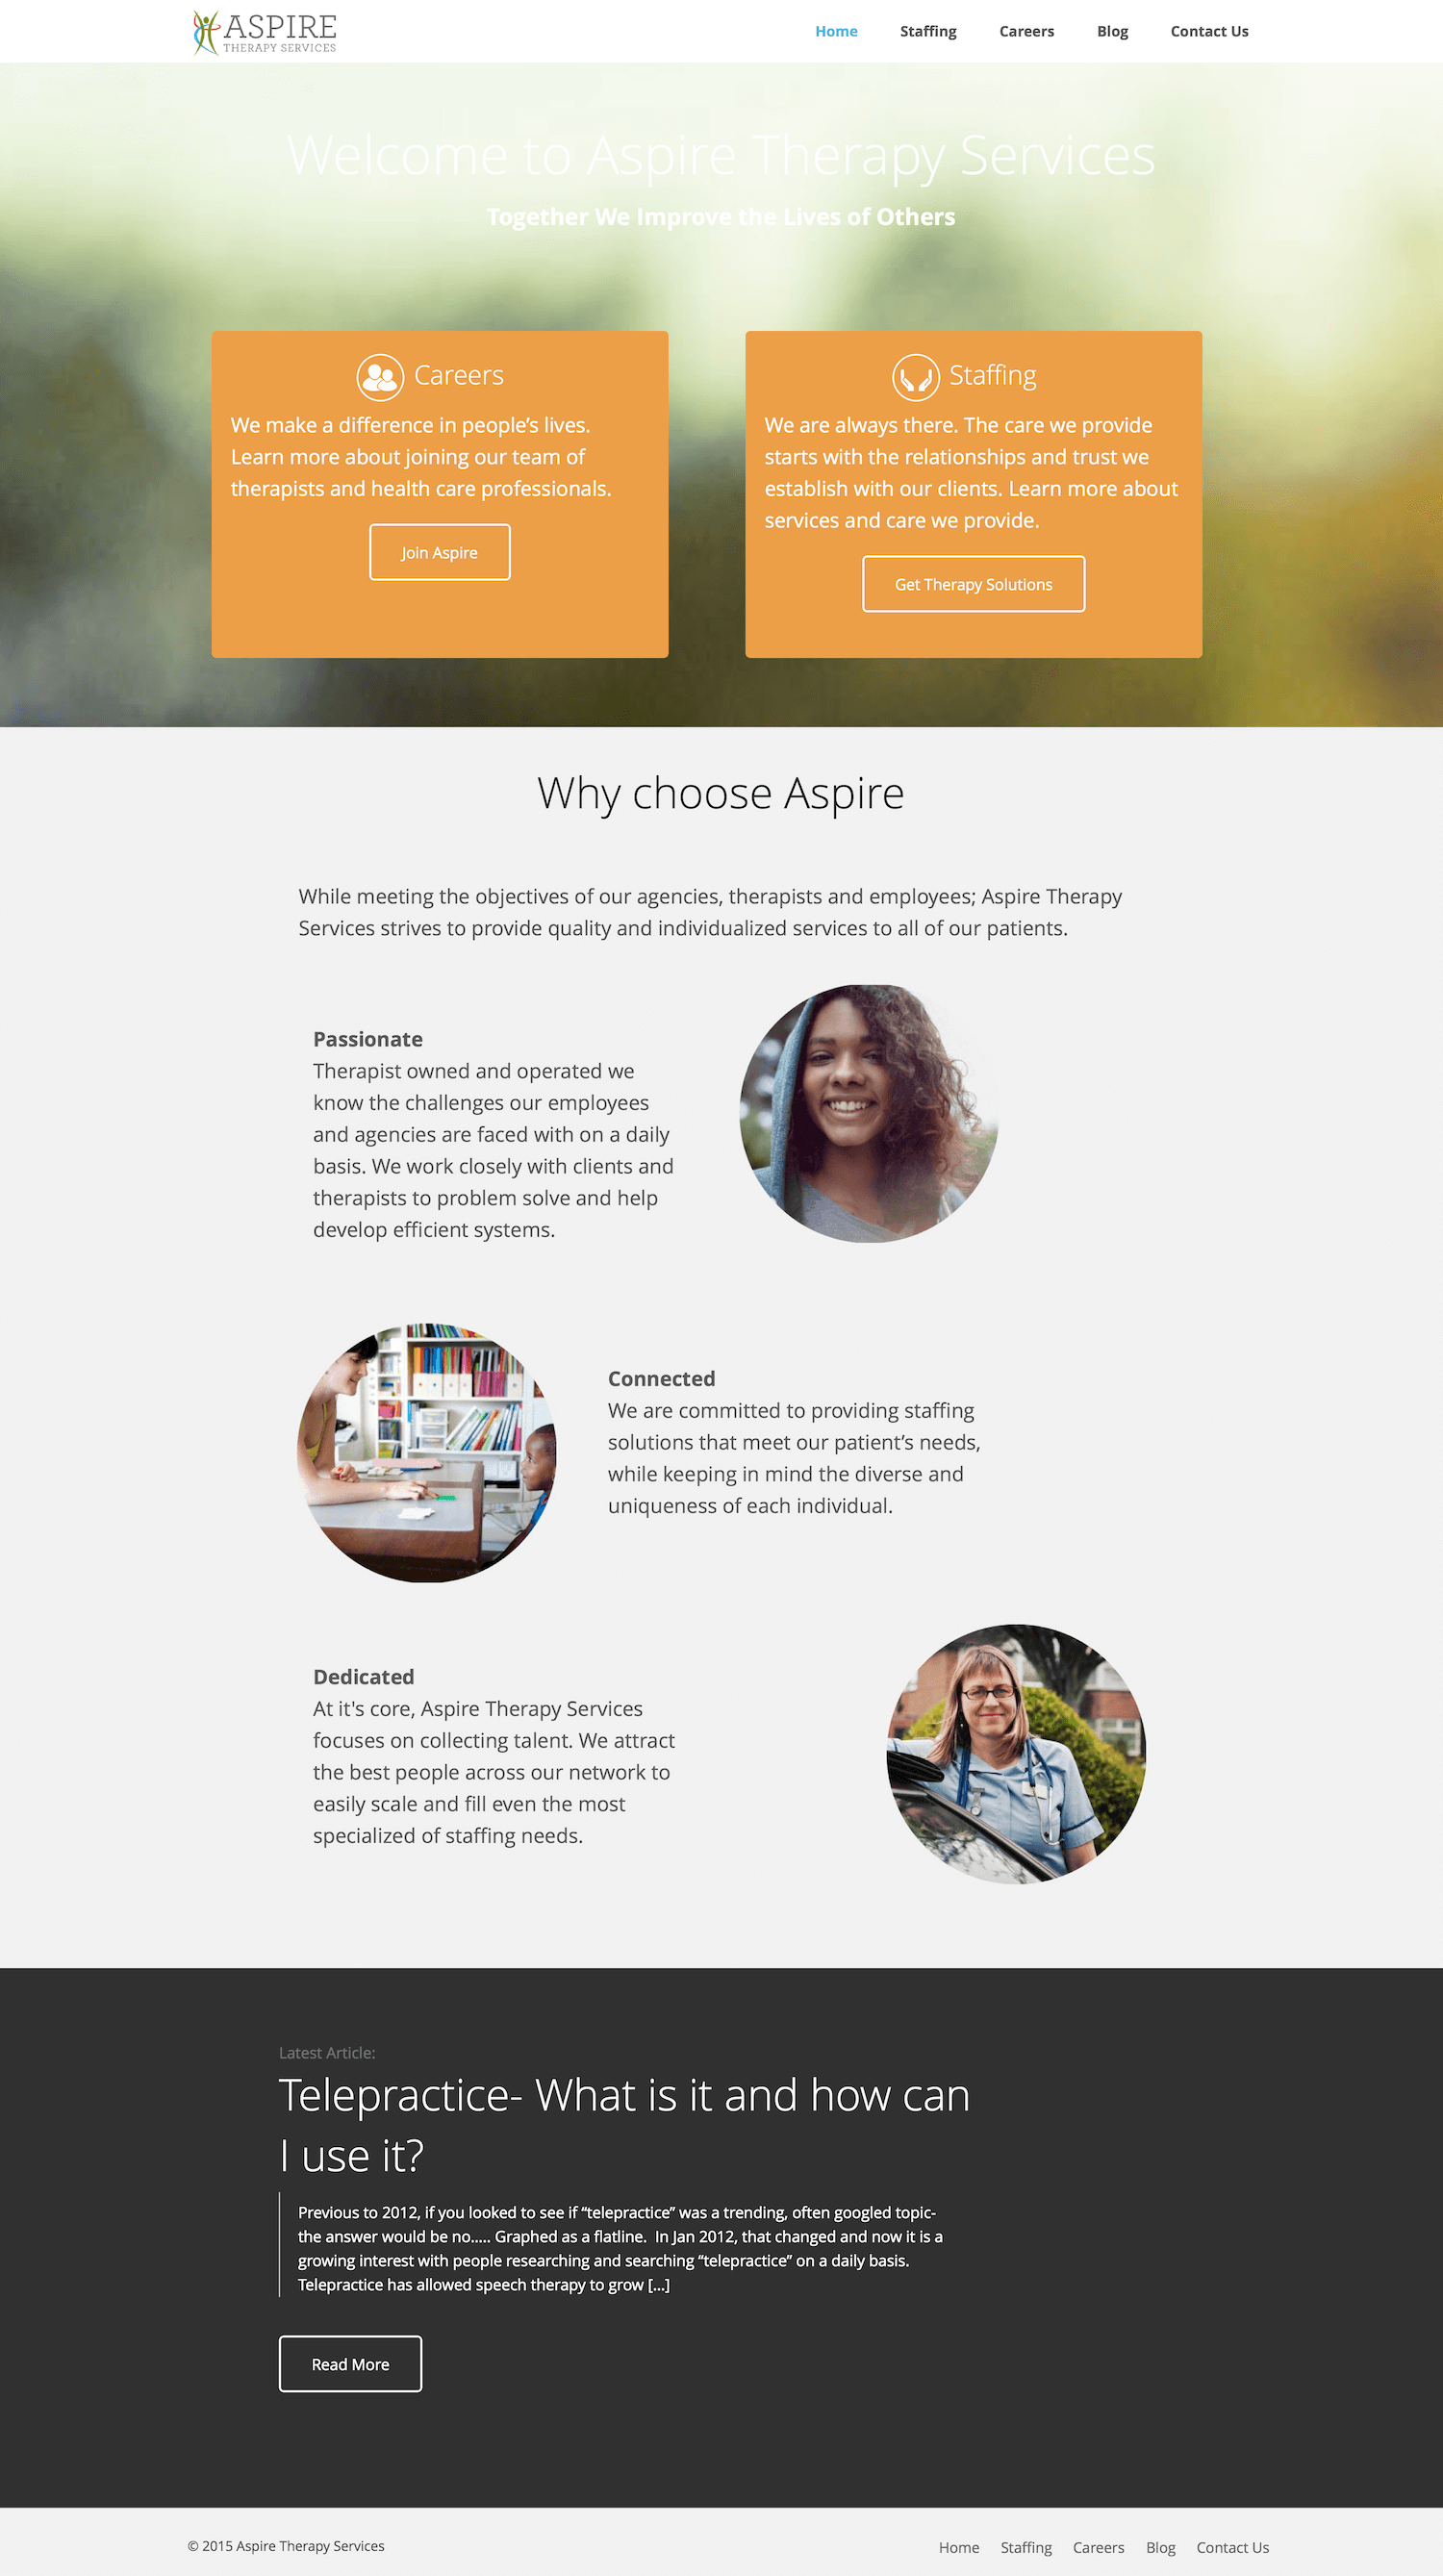 ASPIRE
THERAPY SERVICES
Home Staffing Careers Blog Contact Us
Welcome to Aspire Therapy Services
Together We Improve the Lives of Others
Careers
We make a difference in people’s lives.
Learn more about joining our team of
therapists and health care professionals.
Join Aspire
Staffing
We are always there. The care we provide
starts with the relationships and trust we
establish with our clients. Learn more about
services and care we provide.
Get Therapy Solutions
Why choose Aspire
While meeting the objectives of our agencies, therapists and employees; Aspire Therapy
Services strives to provide quality and individualized services to all of our patients.
Passionate
Therapist owned and operated we
know the challenges our employees
and agencies are faced with on a daily
basis. We work closely with clients and
therapists to problem solve and help
develop efficient systems.
Connected
We are committed to providing staffing
solutions that meet our patient’s needs,
while keeping in mind the diverse and
uniqueness of each individual.
Dedicated
At it's core, Aspire Therapy Services
focuses on collecting talent. We attract
the best people across our network to
easily scale and fill even the most
specialized of staffing needs.
Latest Article:
Telepractice- What is it and how can
I use it?
Previous to 2012, if you looked to see if “telepractice” was a trending, often googled topic-
the answer would be no..... Graphed as a flatline.  In Jan 2012, that changed and now it is a
growing interest with people researching and searching “telepractice” on a daily basis.
Telepractice has allowed speech therapy to grow [...]
Read More
© 2015 Aspire Therapy Services
Home Staffing Careers Blog Contact Us